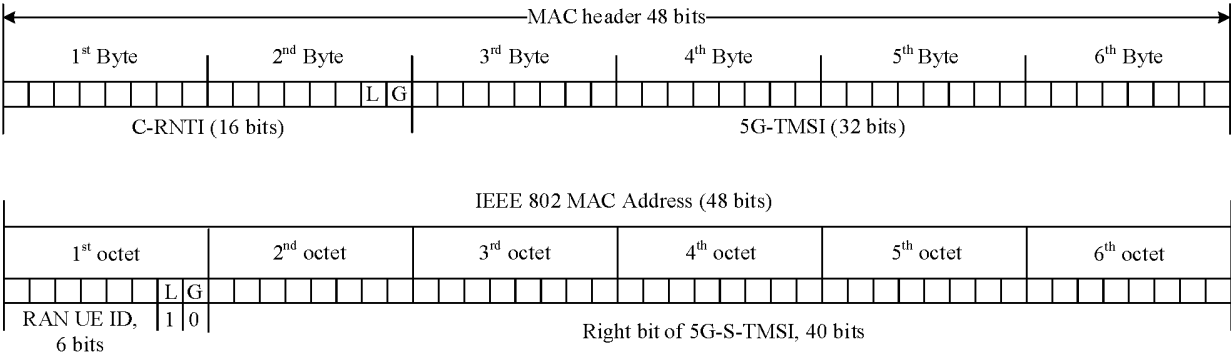 MAC header 48 bits
1st Byte 2nd Byte 3rd Byte 4th Byte 5th Byte 6th Byte
L G
C-RNTI (16 bits) 5G-TMSI (32 bits)
IEEE 802 MAC Address (48 bits)
1st octet 2nd octet 3rd octet 4th octet 5th octet 6th octet
L G
RAN UE ID, 1 0
6 bits
Right bit of 5G-S-TMSI, 40 bits